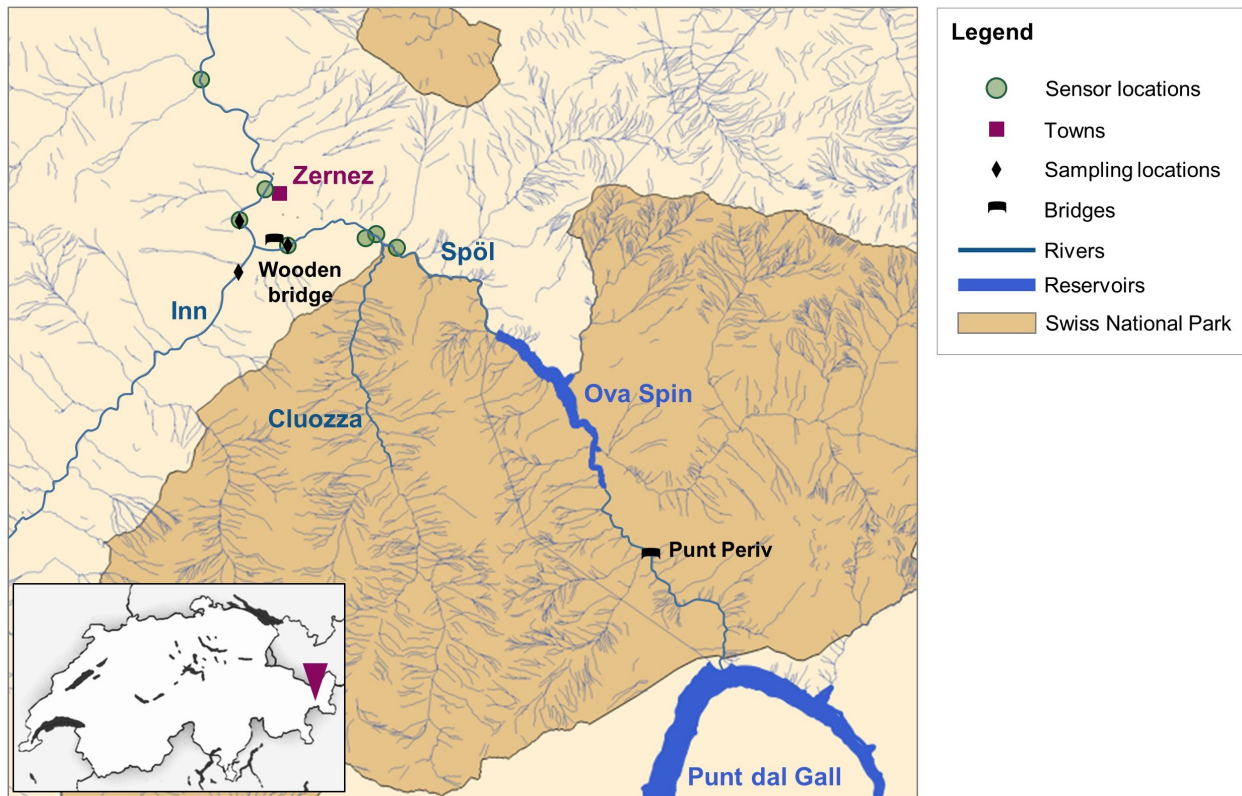 Zernez
Spöl
Wooden
bridge
Inn
Ova Spin
Cluozza
Punt Periv
Punt dal Gall
Legend
Sensor locations
Towns
Sampling locations
Bridges
Rivers
Reservoirs
Swiss National Park